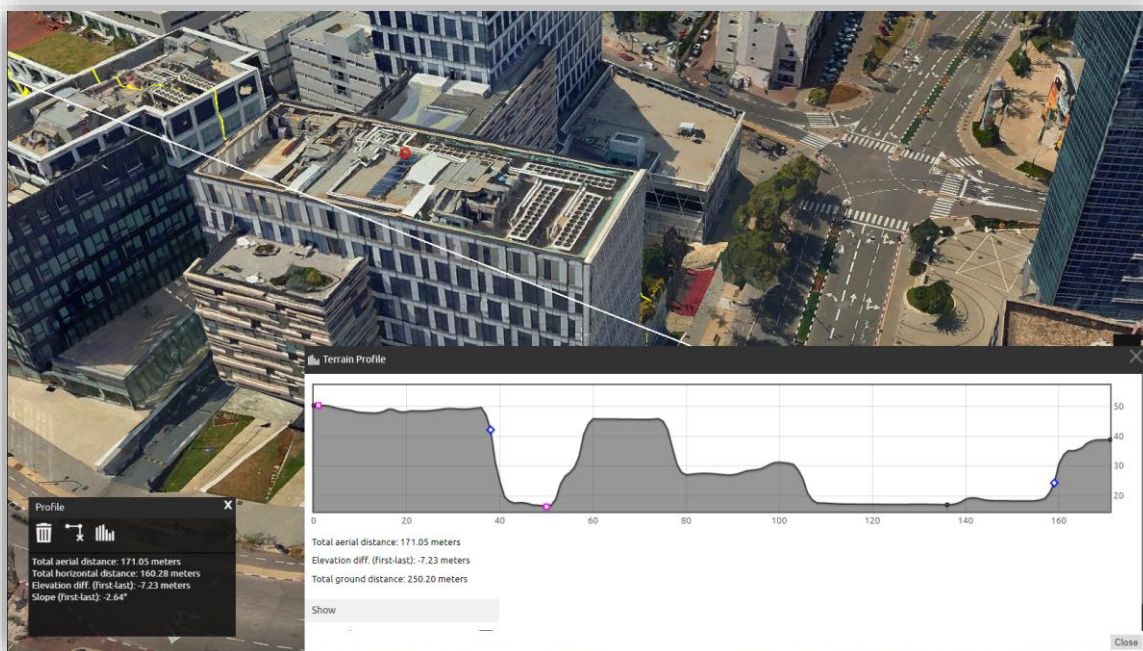 Terrain Profile
50
40
30
20
0 20 40 60 80 100 120 140 160
Total aerial distance: 171.05 meters
Elevation diff. (first-last): -7.23 meters
Total ground distance: 250.20 meters
Show
Close
Profile X
Total aerial distance: 171.05 meters
Total horizontal distance: 160.28 meters
Elevation diff. (first-last): -7.23 meters
Slope (first-last): -2.64°